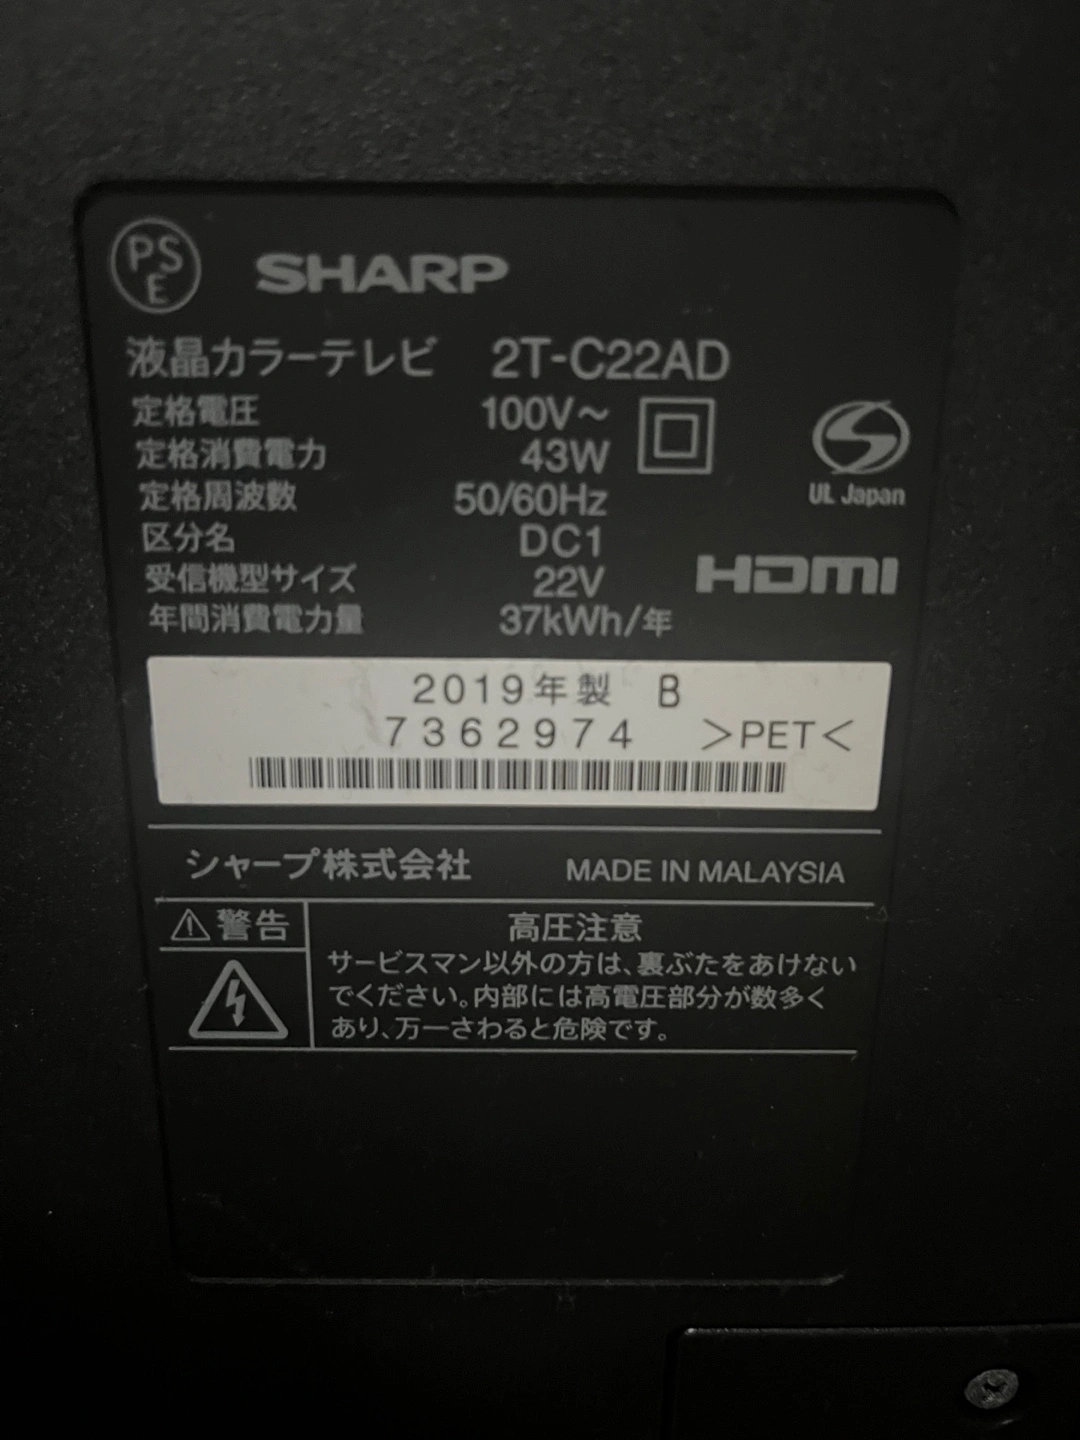 PSE
SHARP
液晶カラーテレビ 2T-C22AD
定格電圧 100V～
定格消費電力 43W
定格周波数 50/60Hz
区分名 DC1
受信機型サイズ 22V
年間消費電力量 37kWh/年
S
UL Japan
HDMI
2019年製 B
7362974 >PET<
シャープ株式会社 MADE IN MALAYSIA
⚠警告 高圧注意
サービスマン以外の方は、裏ぶたをあけない
でください。内部には高電圧部分が数多く
あり、万一さわると危険です。